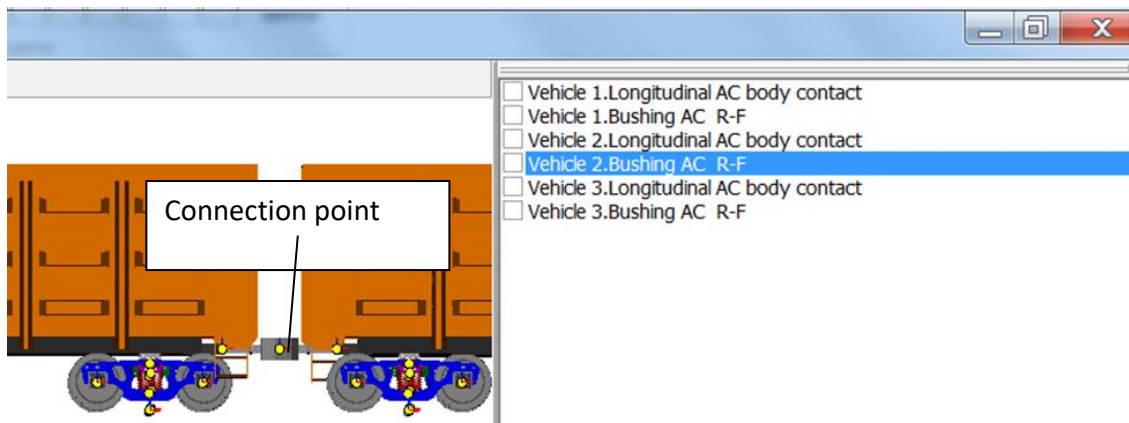 Vehicle 1.Longitudinal AC body contact
Vehicle 1.Bushing AC R-F
Vehicle 2.Longitudinal AC body contact
Vehicle 2.Bushing AC R-F
Vehicle 3.Longitudinal AC body contact
Vehicle 3.Bushing AC R-F
Connection point